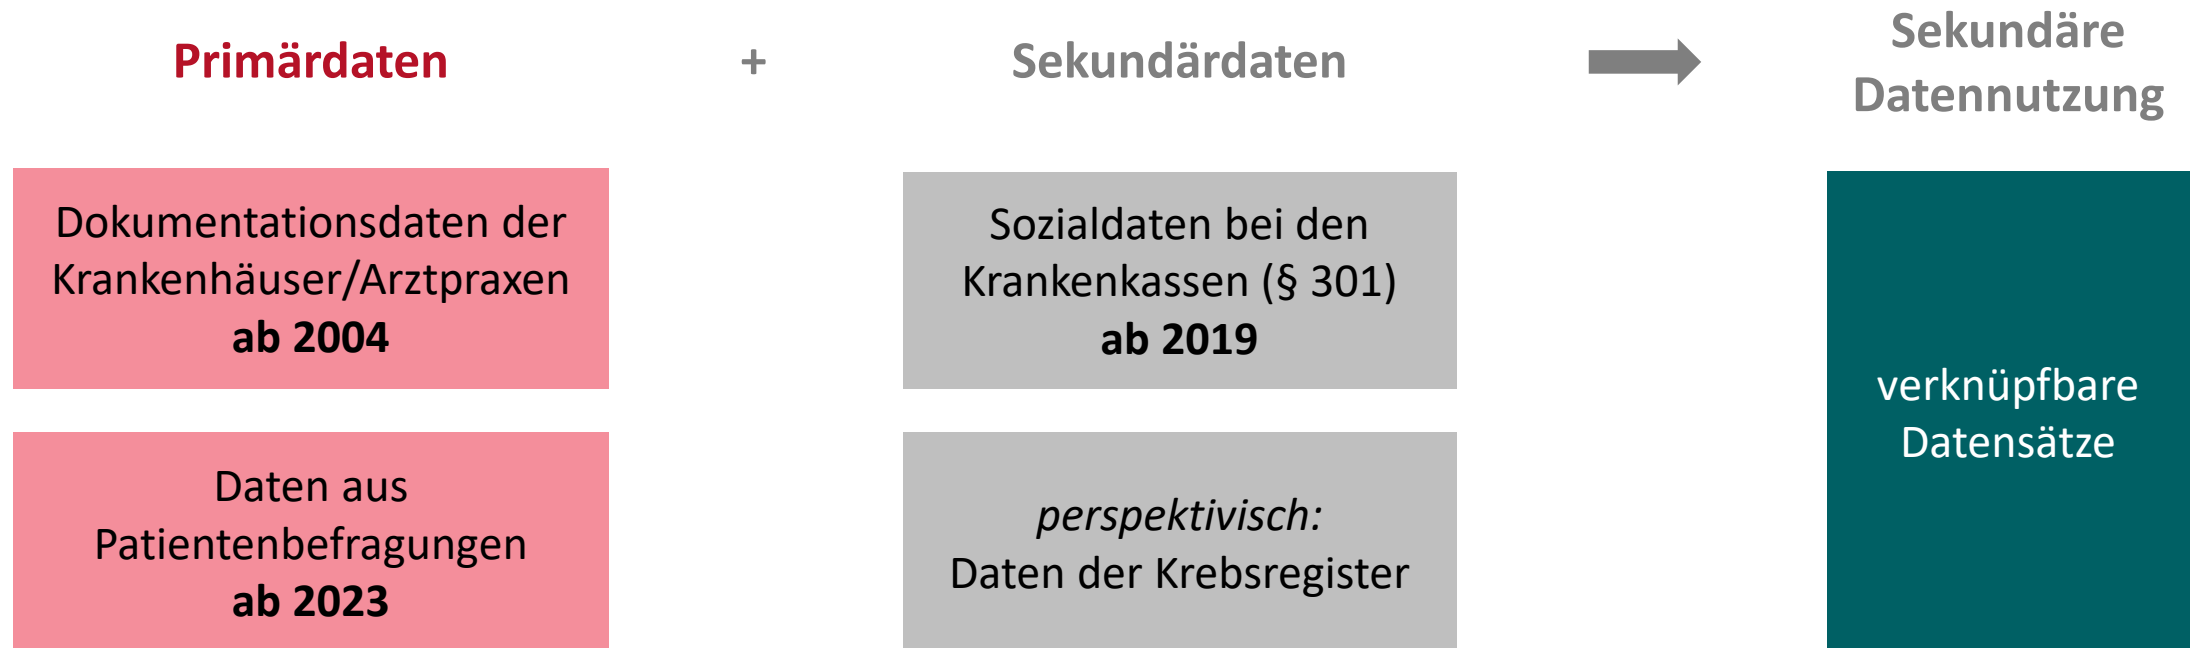 Primärdaten
+
Sekundärdaten
Sekundäre
Datennutzung
Dokumentationsdaten der
Krankenhäuser/Arztpraxen
ab 2004
Sozialdaten bei den
Krankenkassen (§ 301)
ab 2019
Daten aus
Patientenbefragungen
ab 2023
perspektivisch:
Daten der Krebsregister
verknüpfbare
Datensätze